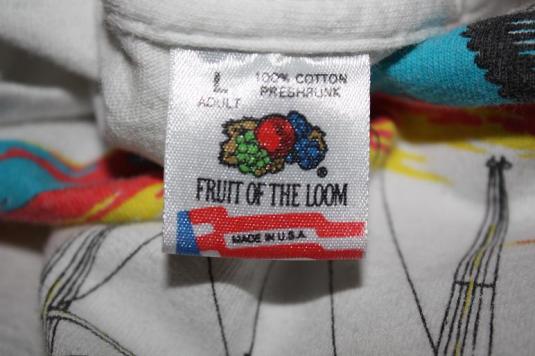 L 100% COTTON
ADULT PRESHRUNK
®
FRUIT OF THE LOOM
MADE IN U.S.A.